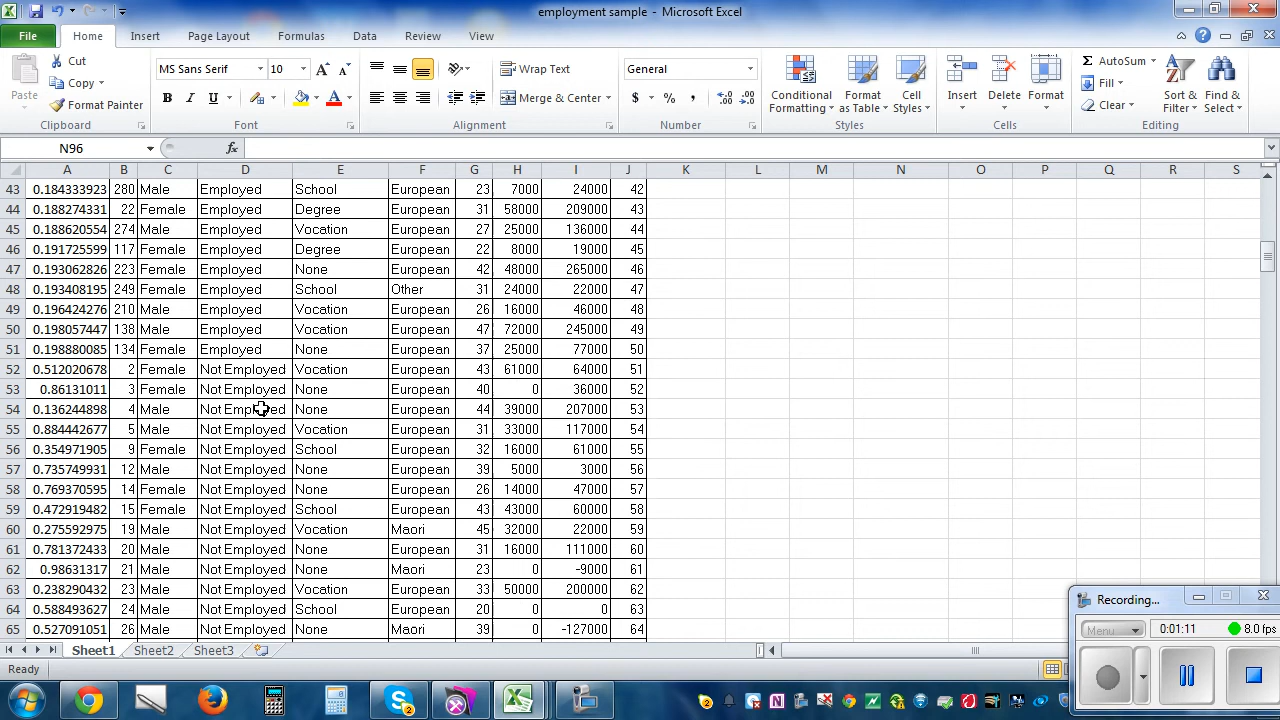 employment sample - Microsoft Excel
File Home Insert Page Layout Formulas Data Review View
Paste Cut Copy Format Painter Clipboard
MS Sans Serif 10 B I U A A A Font
Wrap Text Merge & Center Alignment
General $ % , .0 .00 .00 .0 Number
Conditional Formatting Format as Table Cell Styles Styles
Insert Delete Format Cells
Σ AutoSum Fill Clear Sort & Filter Find & Select Editing
N96 fx
A B C D E F G H I J K L M N O P Q R S
43 0.184333923 280 Male Employed School European 23 7000 24000 42
44 0.188274331 22 Female Employed Degree European 31 58000 209000 43
45 0.188620554 274 Male Employed Vocation European 27 25000 136000 44
46 0.191725599 117 Female Employed Degree European 22 8000 19000 45
47 0.193062826 223 Female Employed None European 42 48000 265000 46
48 0.193408195 249 Female Employed School Other 31 24000 22000 47
49 0.196424276 210 Male Employed Vocation European 26 16000 46000 48
50 0.198057447 138 Male Employed Vocation European 47 72000 245000 49
51 0.198880085 134 Female Employed None European 37 25000 77000 50
52 0.512020678 2 Female Not Employed Vocation European 43 61000 64000 51
53 0.86131011 3 Female Not Employed None European 40 0 36000 52
54 0.136244898 4 Male Not Employed None European 44 39000 207000 53
55 0.884442677 5 Male Not Employed Vocation European 31 33000 117000 54
56 0.354971905 9 Female Not Employed School European 32 16000 61000 55
57 0.735749931 12 Male Not Employed None European 39 5000 3000 56
58 0.769370595 14 Female Not Employed None European 26 14000 47000 57
59 0.472919482 15 Female Not Employed School European 43 43000 60000 58
60 0.275592975 19 Male Not Employed Vocation Maori 45 32000 22000 59
61 0.781372433 20 Male Not Employed None European 31 16000 111000 60
62 0.98631317 21 Male Not Employed None Maori 23 0 -9000 61
63 0.238290432 23 Male Not Employed Vocation European 33 50000 200000 62
64 0.588493627 24 Male Not Employed School European 20 0 0 63
65 0.527091051 26 Male Not Employed None Maori 39 0 -127000 64
Recording...
Menu 0:01:11 8.0 fps
Sheet1 Sheet2 Sheet3
Ready